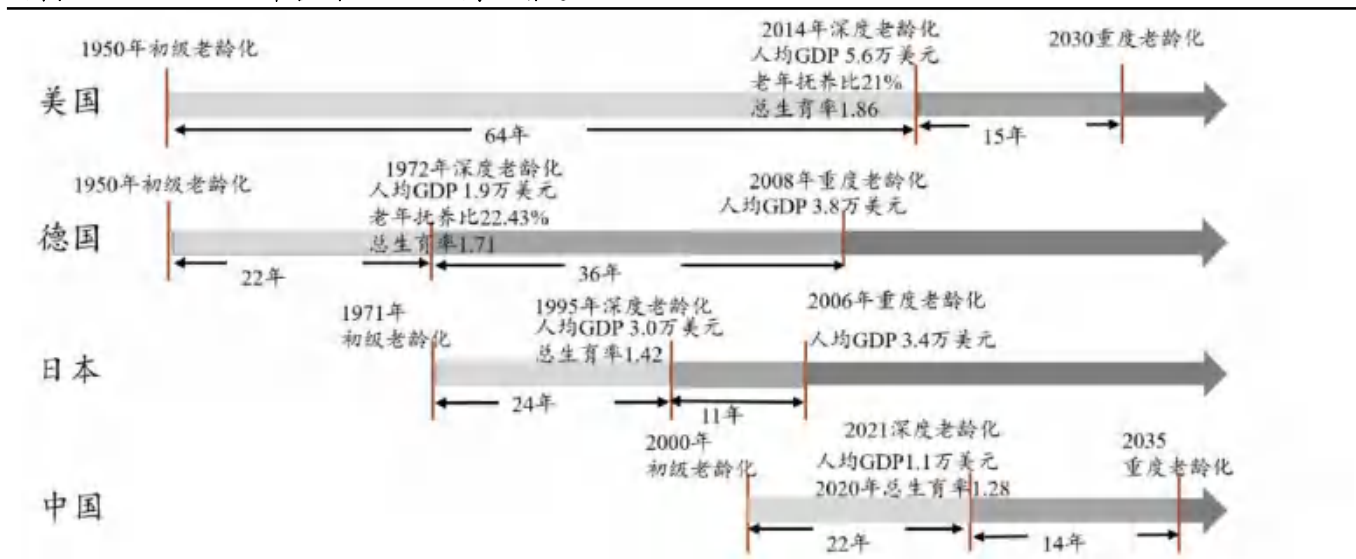 1950年初级老龄化
2014年深度老龄化
人均GDP 5.6万美元
老年抚养比21%
总生育率1.86
2030重度老龄化
美国
64年
15年
1950年初级老龄化
1972年深度老龄化
人均GDP 1.9万美元
老年抚养比22.43%
总生育率1.71
2008年重度老龄化
人均GDP 3.8万美元
德国
22年
36年
1971年
初级老龄化
1995年深度老龄化
人均GDP 3.0万美元
总生育率1.42
2006年重度老龄化
人均GDP 3.4万美元
日本
24年
11年
2000年
初级老龄化
2021深度老龄化
人均GDP1.1万美元
2020年总生育率1.28
2035
重度老龄化
中国
22年
14年